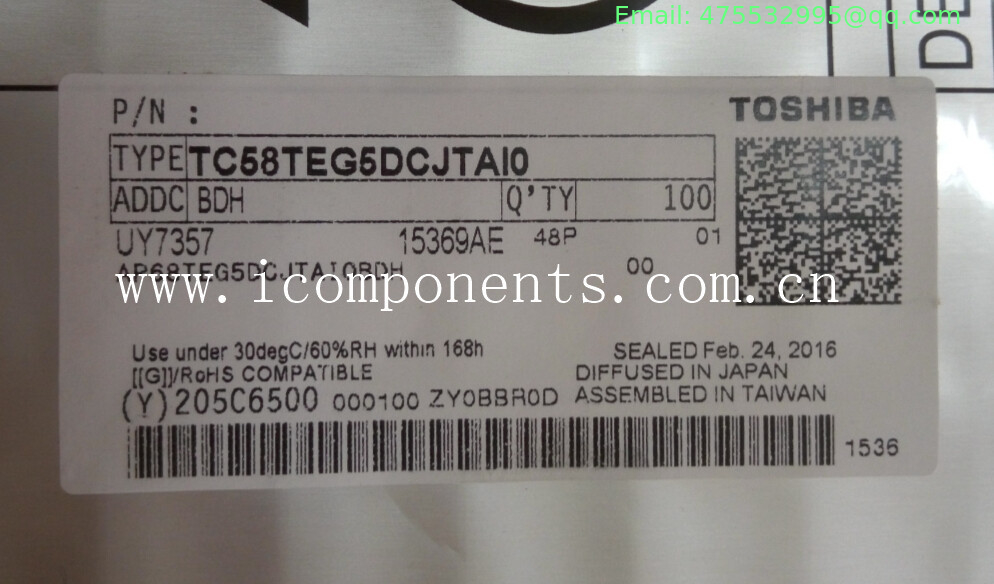 Email: 475532995@qq.com
P/N :
TOSHIBA
TYPE TC58TEG5DCJTAI0
ADDC BDH Q'TY 100
UY7357 15369AE 48P 01
00
www.icomponents.com.cn
Use under 30degC/60%RH within 168h
SEALED Feb. 24, 2016
[[G]]/RoHS COMPATIBLE
DIFFUSED IN JAPAN
(Y) 205C6500 000100 ZY0BBR0D
ASSEMBLED IN TAIWAN
1536